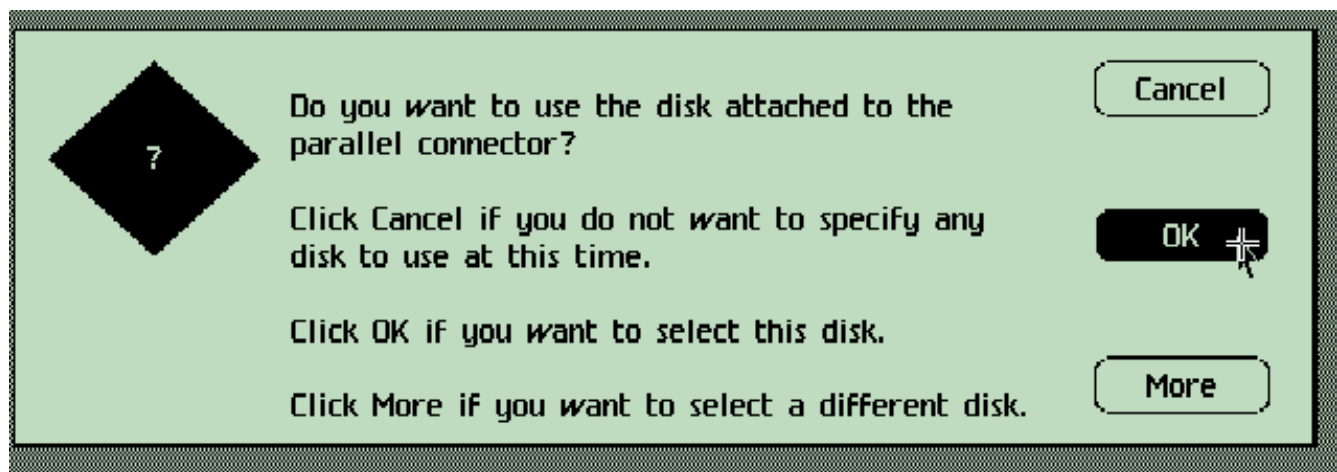 ?
Do you want to use the disk attached to the
parallel connector?
Click Cancel if you do not want to specify any
disk to use at this time.
Click OK if you want to select this disk.
Click More if you want to select a different disk.
Cancel
OK
More